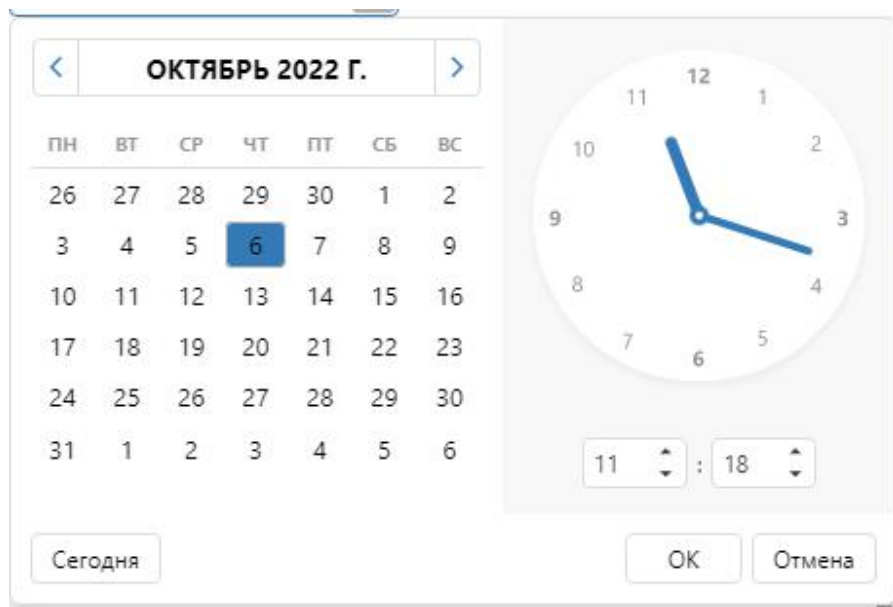 ОКТЯБРЬ 2022 Г.
ПН ВТ СР ЧТ ПТ СБ ВС
26 27 28 29 30 1 2
3 4 5 6 7 8 9
10 11 12 13 14 15 16
17 18 19 20 21 22 23
24 25 26 27 28 29 30
31 1 2 3 4 5 6
12
11 1
10 2
9 3
8 4
7 5
6
11 : 18
Сегодня
ОК Отмена